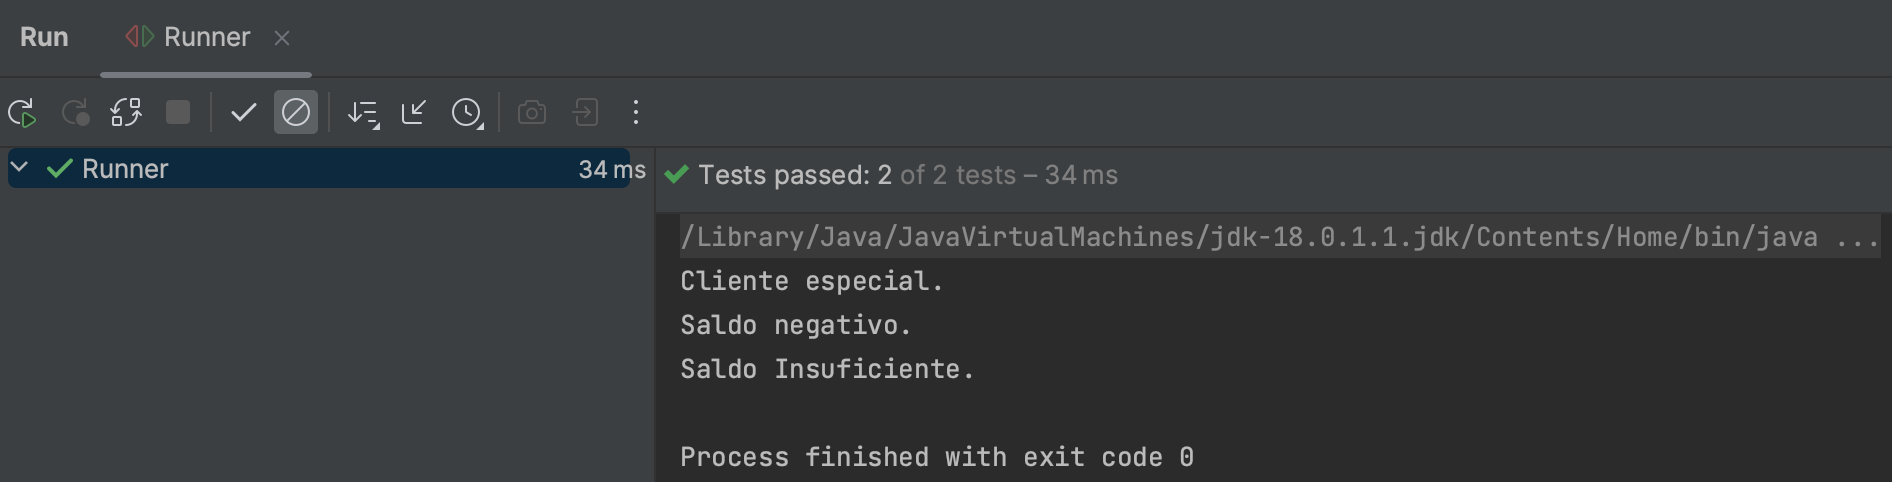 Run Runner
Runner 34 ms
Tests passed: 2 of 2 tests – 34 ms
/Library/Java/JavaVirtualMachines/jdk-18.0.1.1.jdk/Contents/Home/bin/java ...
Cliente especial.
Saldo negativo.
Saldo Insuficiente.
Process finished with exit code 0